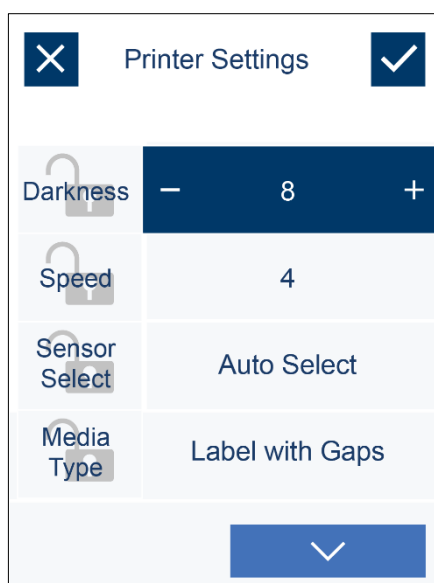 Printer Settings
Darkness
− 8 +
Speed
4
Sensor
Select
Auto Select
Media
Type
Label with Gaps